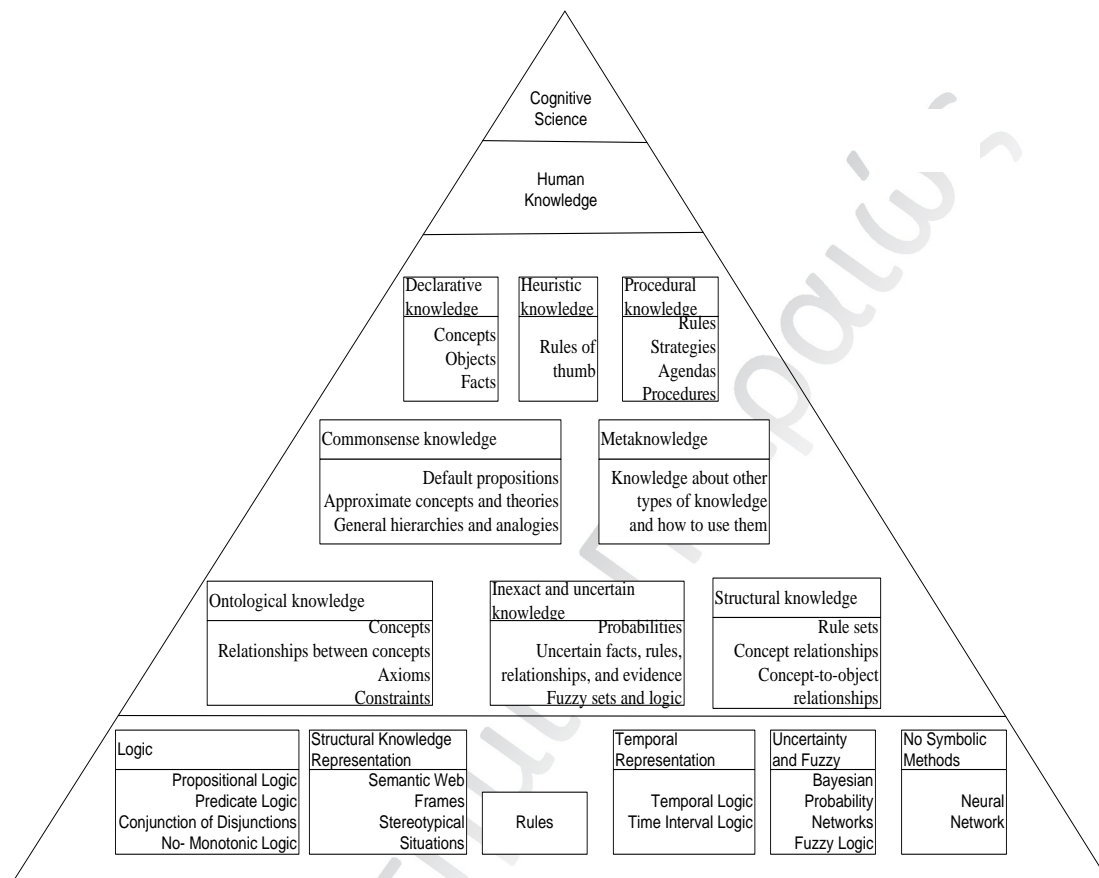 Cognitive
Science
Human
Knowledge
Declarative
knowledge
Concepts
Objects
Facts
Heuristic
knowledge
Rules of
thumb
Procedural
knowledge
Rules
Strategies
Agendas
Procedures
Commonsense knowledge
Default propositions
Approximate concepts and theories
General hierarchies and analogies
Metaknowledge
Knowledge about other
types of knowledge
and how to use them
Ontological knowledge
Concepts
Relationships between concepts
Axioms
Constraints
Inexact and uncertain
knowledge
Probabilities
Uncertain facts, rules,
relationships, and evidence
Fuzzy sets and logic
Structural knowledge
Rule sets
Concept relationships
Concept-to-object
relationships
Logic
Propositional Logic
Predicate Logic
Conjunction of Disjunctions
No- Monotonic Logic
Structural Knowledge
Representation
Semantic Web
Frames
Stereotypical
Situations
Rules
Temporal
Representation
Temporal Logic
Time Interval Logic
Uncertainty
and Fuzzy
Bayesian
Probability
Networks
Fuzzy Logic
No Symbolic
Methods
Neural
Network